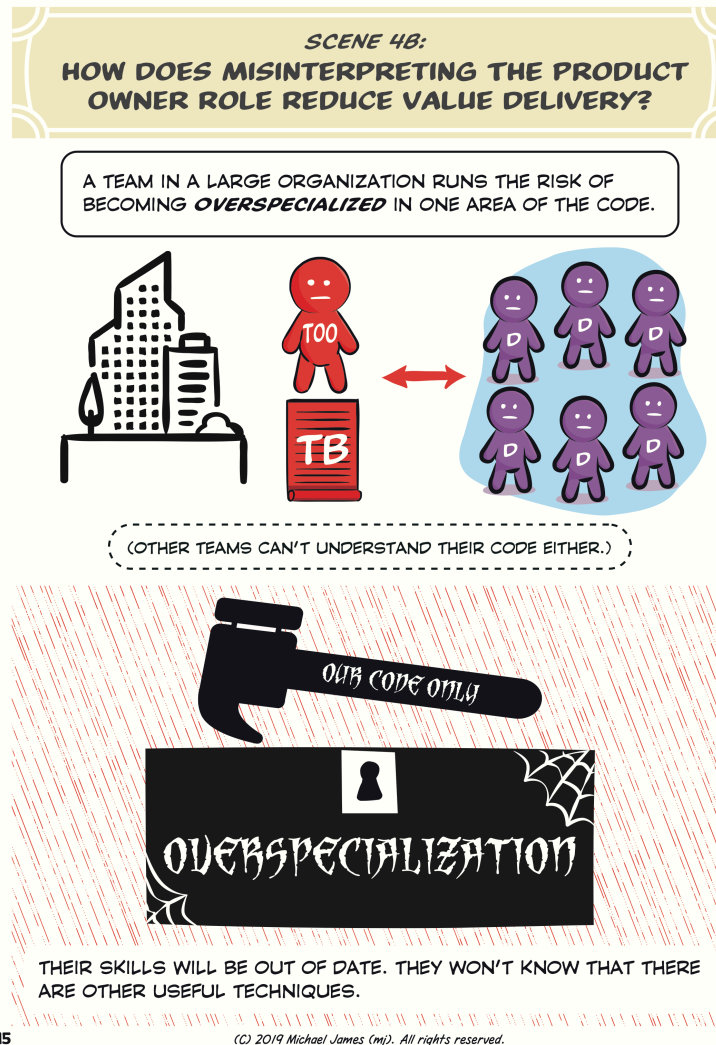 SCENE 4B:
HOW DOES MISINTERPRETING THE PRODUCT
OWNER ROLE REDUCE VALUE DELIVERY?
A TEAM IN A LARGE ORGANIZATION RUNS THE RISK OF
BECOMING OVERSPECIALIZED IN ONE AREA OF THE CODE.
TOO
TB
D
D
D
D
D
D
(OTHER TEAMS CAN'T UNDERSTAND THEIR CODE EITHER.)
OUR CODE ONLY
OVERSPECIALIZATION
THEIR SKILLS WILL BE OUT OF DATE. THEY WON'T KNOW THAT THERE
ARE OTHER USEFUL TECHNIQUES.
15
(C) 2019 Michael James (mj). All rights reserved.